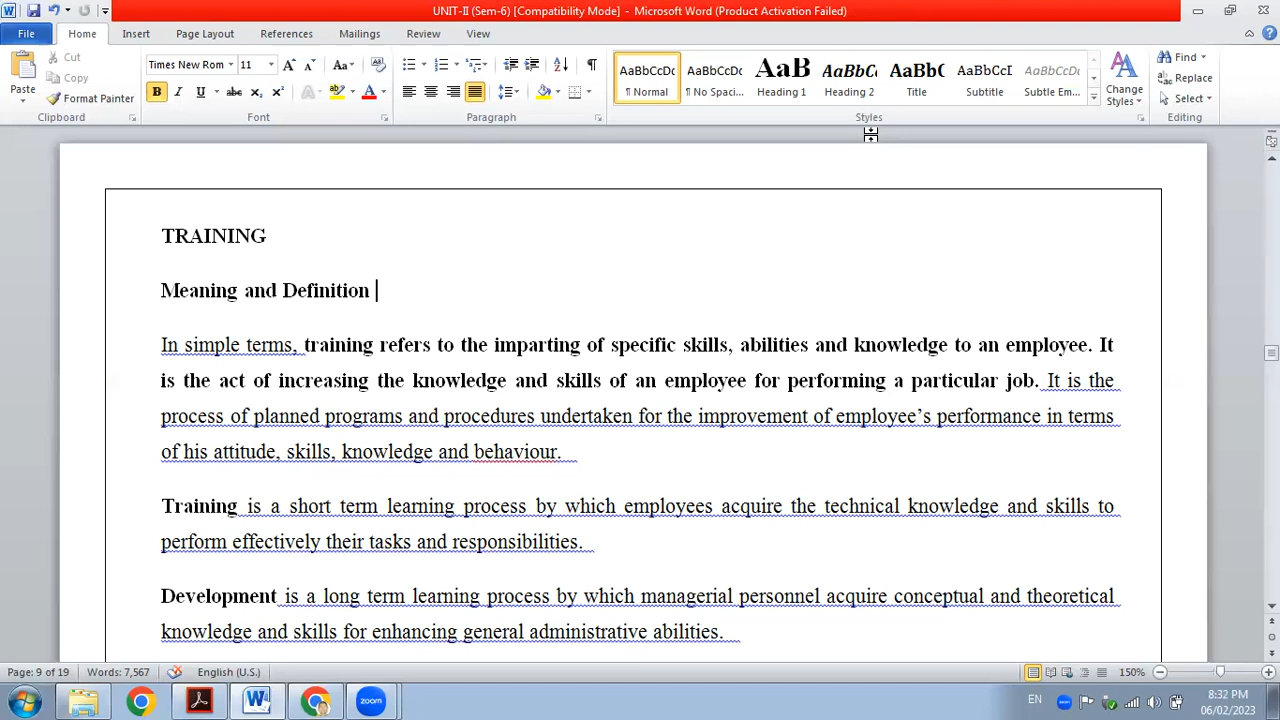 UNIT-II (Sem-6) [Compatibility Mode] - Microsoft Word (Product Activation Failed)
File Home Insert Page Layout References Mailings Review View
Paste
Cut
Copy
Format Painter
Clipboard
Times New Rom 11
B I U abc x₂ x² A
Font
Paragraph
AaBbCcDc AaBbCcDc AaB AaBbCc AaBbC AaBbCcI AaBbCcDc
¶ Normal ¶ No Spaci... Heading 1 Heading 2 Title Subtitle Subtle Em...
Change
Styles
Styles
Find
Replace
Select
Editing
TRAINING
Meaning and Definition
In simple terms, training refers to the imparting of specific skills, abilities and knowledge to an employee. It
is the act of increasing the knowledge and skills of an employee for performing a particular job. It is the
process of planned programs and procedures undertaken for the improvement of employee’s performance in terms
of his attitude, skills, knowledge and behaviour.
Training is a short term learning process by which employees acquire the technical knowledge and skills to
perform effectively their tasks and responsibilities.
Development is a long term learning process by which managerial personnel acquire conceptual and theoretical
knowledge and skills for enhancing general administrative abilities.
Page: 9 of 19 Words: 7,567 English (U.S.) 150%
zoom EN zoom 8:32 PM
06/02/2023